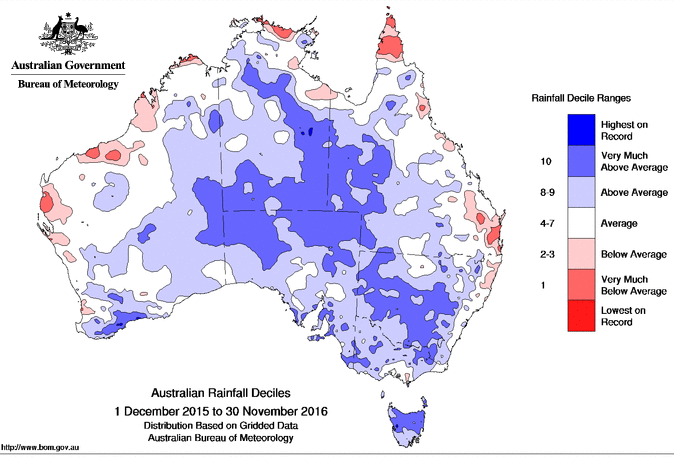 Australian Government
Bureau of Meteorology
Rainfall Decile Ranges
Highest on
Record
10
Very Much
Above Average
8-9
Above Average
4-7
Average
2-3
Below Average
1
Very Much
Below Average
Lowest on
Record
Australian Rainfall Deciles
1 December 2015 to 30 November 2016
Distribution Based on Gridded Data
Australian Bureau of Meteorology
http://www.bom.gov.au